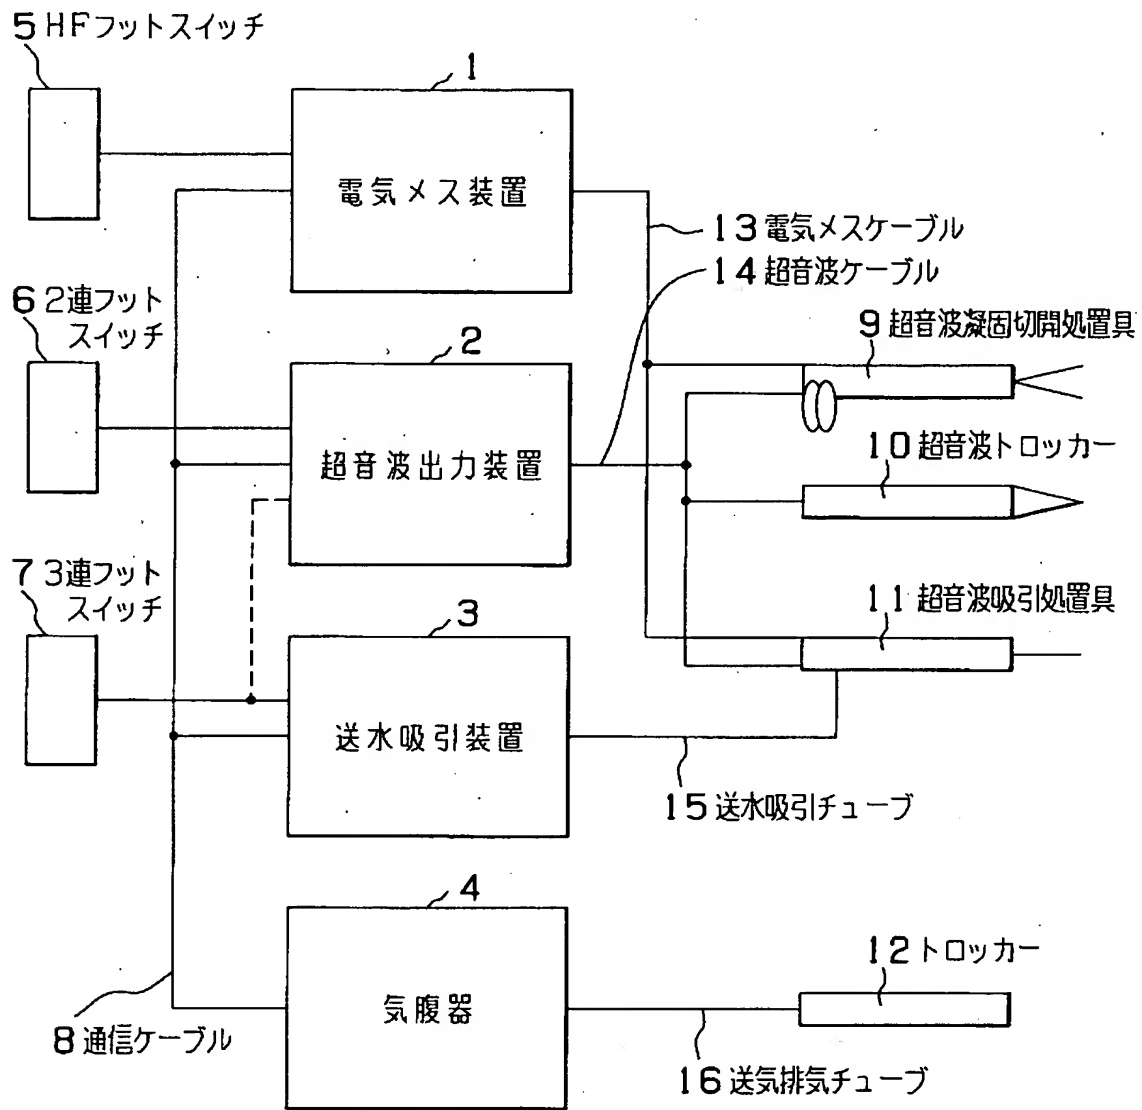 5 HFフットスイッチ
1
電気メス装置
13 電気メスケーブル
14 超音波ケーブル
6 2連フット
スイッチ
2
超音波出力装置
9 超音波凝固切開処置具
10 超音波トロッカー
7 3連フット
スイッチ
3
送水吸引装置
11 超音波吸引処置具
15 送水吸引チューブ
4
気腹器
12 トロッカー
8 通信ケーブル
16 送気排気チューブ